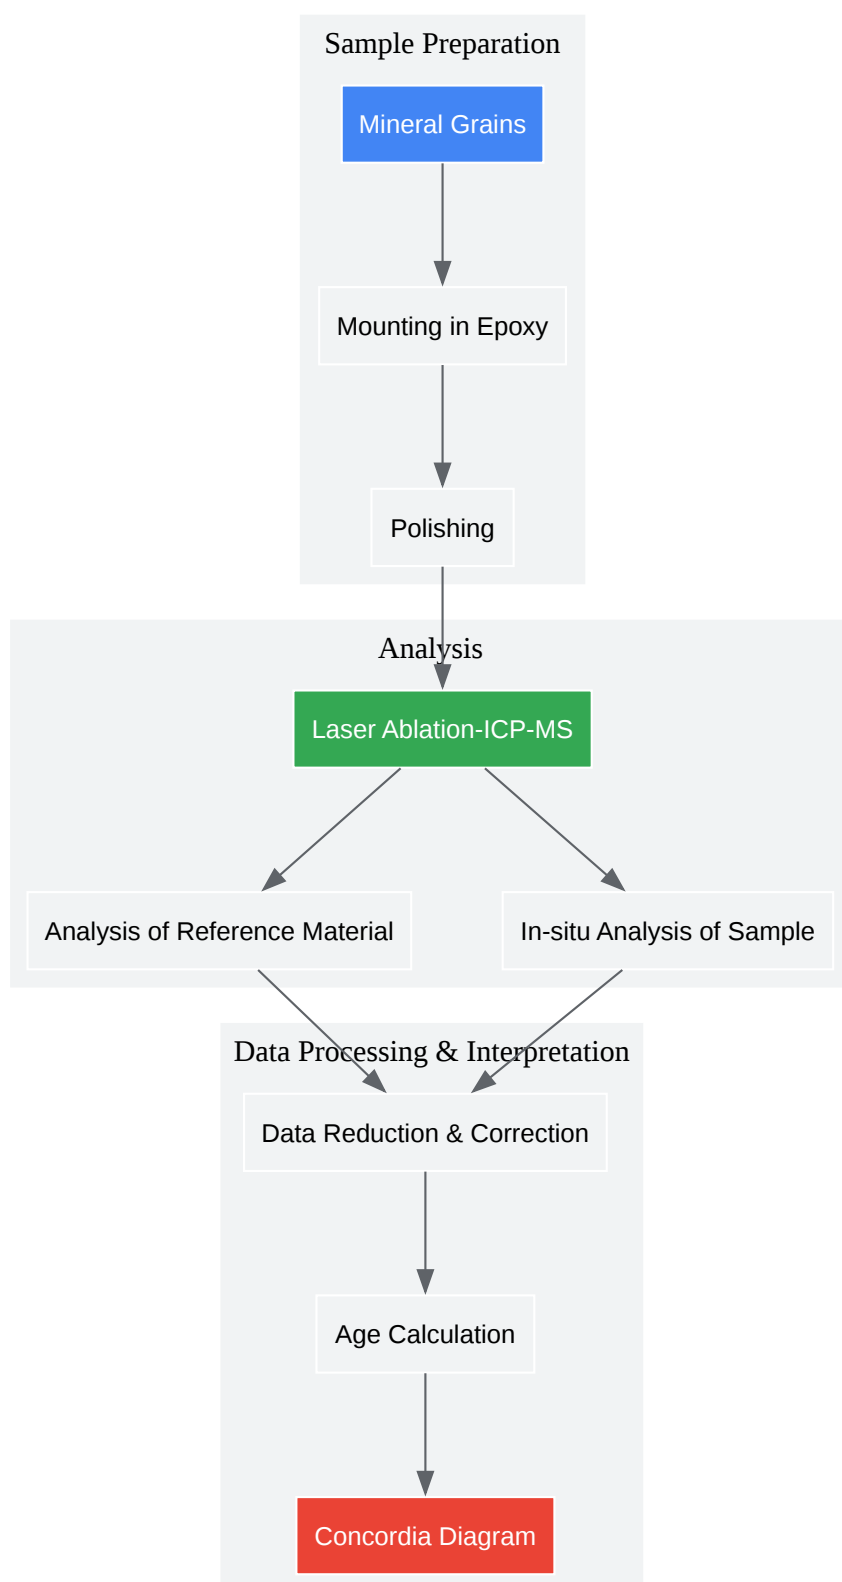 Sample Preparation
Mineral Grains
Mounting in Epoxy
Polishing
Analysis
Laser Ablation-ICP-MS
Analysis of Reference Material
In-situ Analysis of Sample
Data Processing & Interpretation
Data Reduction & Correction
Age Calculation
Concordia Diagram